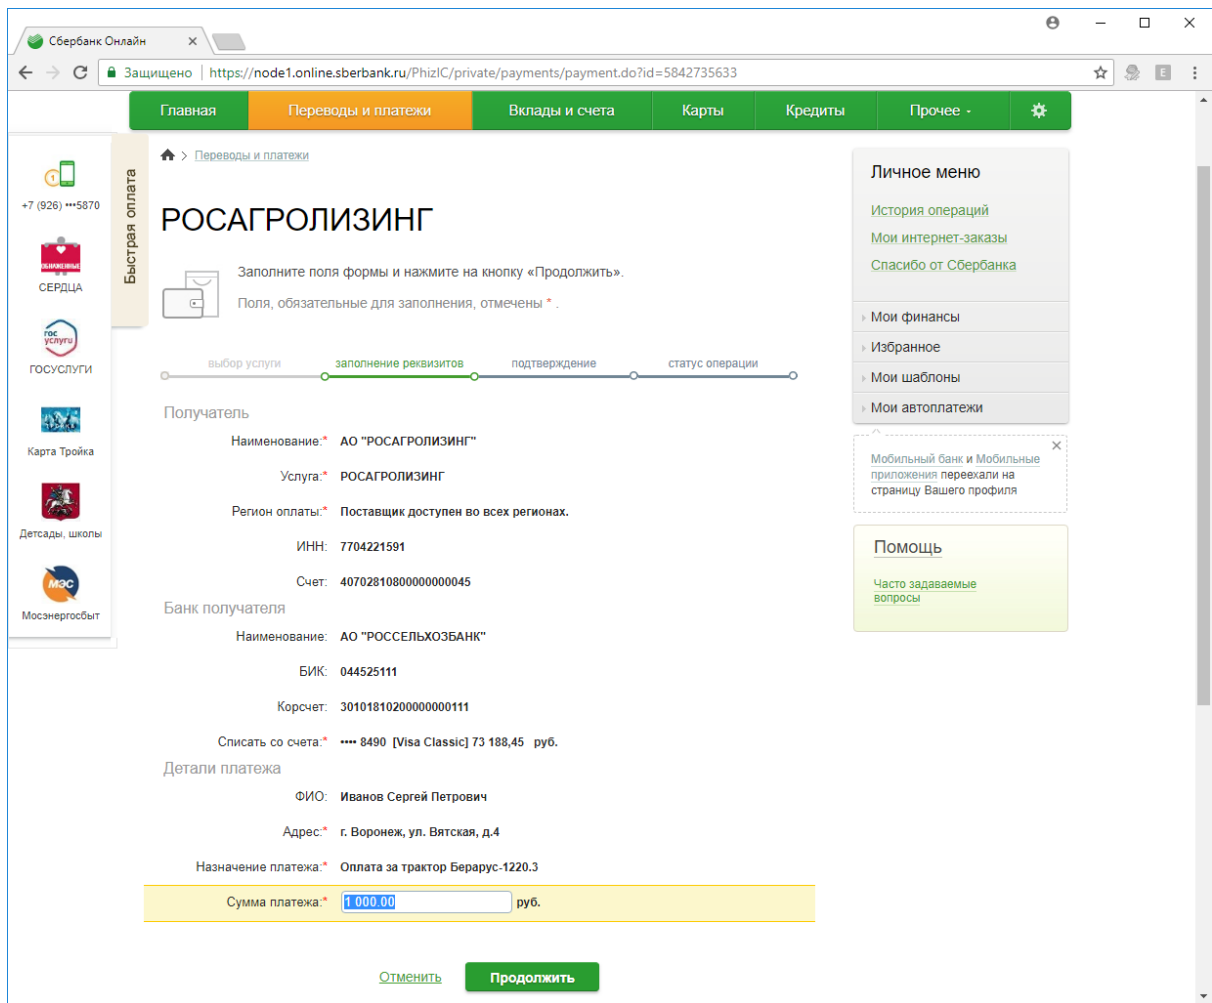 Сбербанк Онлайн
Защищено | https://node1.online.sberbank.ru/PhizIC/private/payments/payment.do?id=5842735633
Главная
Переводы и платежи
Вклады и счета
Карты
Кредиты
Прочее
+7 (926) •••5870
ОБНАЖЕННЫЕ
СЕРДЦА
гос
услуги
ГОСУСЛУГИ
Карта Тройка
Детсады, школы
МЭС
Мосэнергосбыт
Быстрая оплата
> Переводы и платежи
РОСАГРОЛИЗИНГ
Заполните поля формы и нажмите на кнопку «Продолжить».
Поля, обязательные для заполнения, отмечены * .
выбор услуги
заполнение реквизитов
подтверждение
статус операции
Получатель
Наименование:* АО "РОСАГРОЛИЗИНГ"
Услуга:* РОСАГРОЛИЗИНГ
Регион оплаты:* Поставщик доступен во всех регионах.
ИНН: 7704221591
Счет: 40702810800000000045
Банк получателя
Наименование: АО "РОССЕЛЬХОЗБАНК"
БИК: 044525111
Корсчет: 30101810200000000111
Списать со счета:* •••• 8490 [Visa Classic] 73 188,45 руб.
Детали платежа
ФИО: Иванов Сергей Петрович
Адрес:* г. Воронеж, ул. Вятская, д.4
Назначение платежа:* Оплата за трактор Берарус-1220.3
Сумма платежа:* 1 000.00 руб.
Отменить
Продолжить
Личное меню
История операций
Мои интернет-заказы
Спасибо от Сбербанка
Мои финансы
Избранное
Мои шаблоны
Мои автоплатежи
Мобильный банк и Мобильные
приложения переехали на
страницу Вашего профиля
Помощь
Часто задаваемые
вопросы